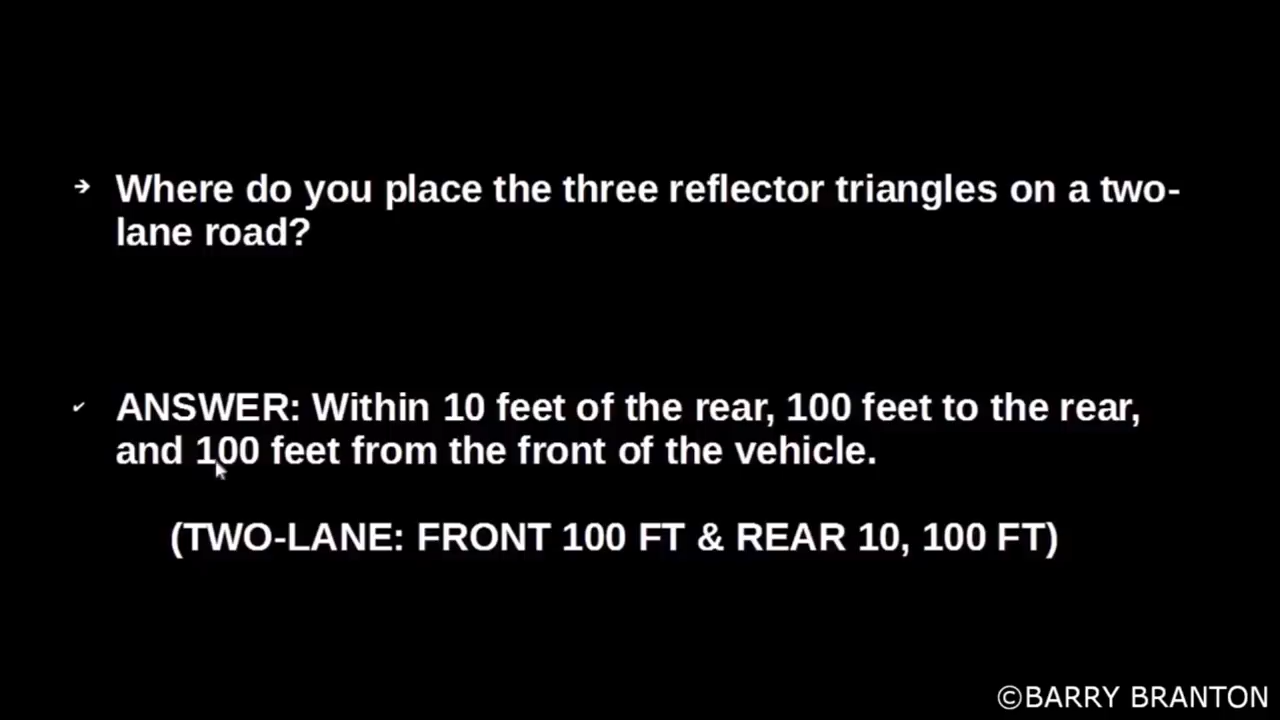 ➔ Where do you place the three reflector triangles on a two-
lane road?
✓ ANSWER: Within 10 feet of the rear, 100 feet to the rear,
and 100 feet from the front of the vehicle.
(TWO-LANE: FRONT 100 FT & REAR 10, 100 FT)
©BARRY BRANTON